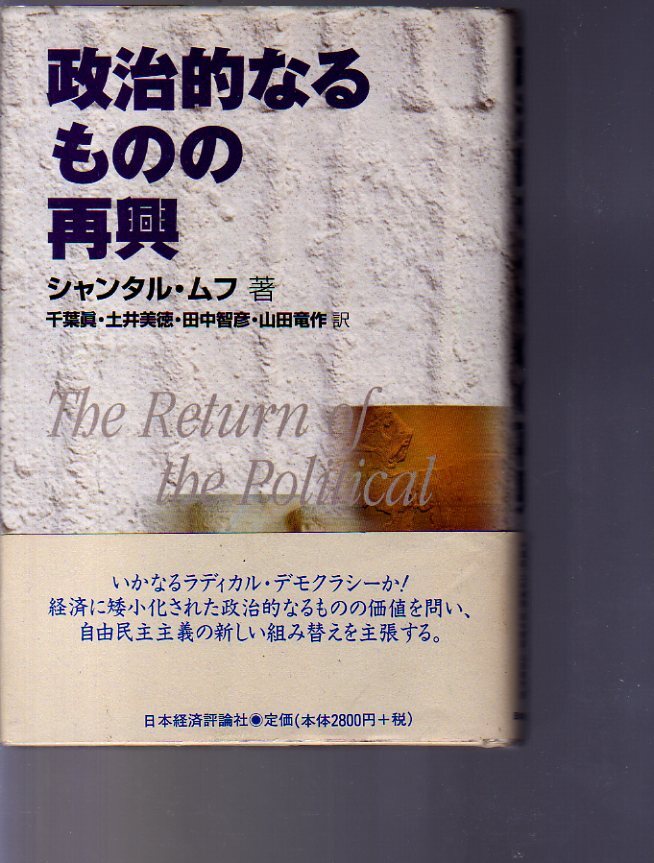 政治的なる
ものの
再興
シャンタル・ムフ 著
千葉眞・土井美徳・田中智彦・山田竜作 訳
The Return of
the Political
いかなるラディカル・デモクラシーか!
経済に矮小化された政治的なるものの価値を問い、
自由民主主義の新しい組み替えを主張する。
日本経済評論社◉定価(本体2800円+税)